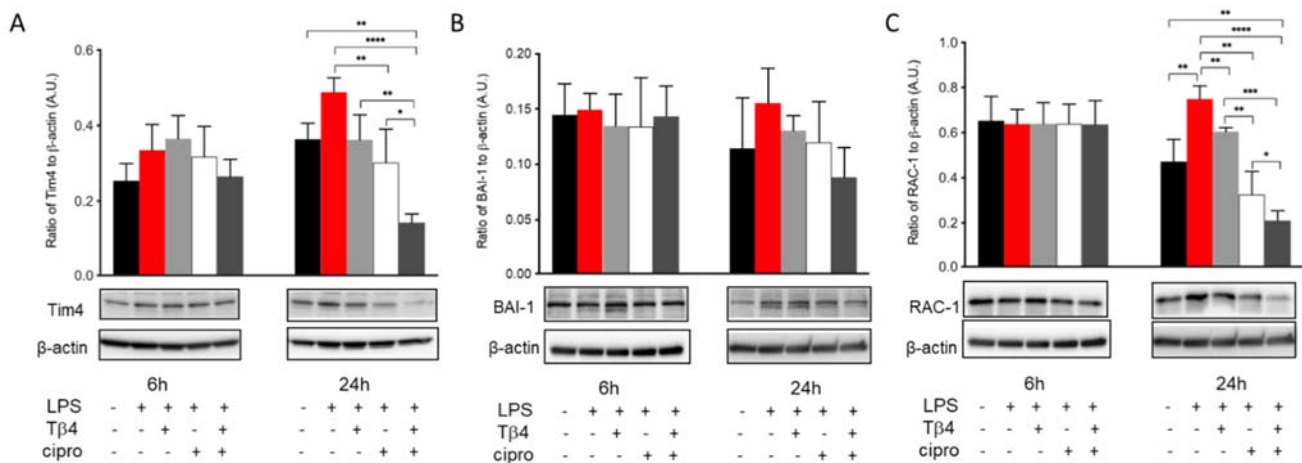 A
Ratio of Tim4 to β-actin (A.U.)
0.6
0.4
0.2
0.0
** **** ** ** *
Tim4
β-actin
6h 24h
LPS - + + + + - + + + +
Tβ4 - - + - + - - + - +
cipro - - - + + - - - + +
B
Ratio of BAI-1 to β-actin (A.U.)
0.20
0.15
0.10
0.05
0.00
BAI-1
β-actin
6h 24h
LPS - + + + + - + + + +
Tβ4 - - + - + - - + - +
cipro - - - + + - - - + +
C
Ratio of RAC-1 to β-actin (A.U.)
1.0
0.8
0.6
0.4
0.2
0.0
** **** ** ** ** *** ** *
RAC-1
β-actin
6h 24h
LPS - + + + + - + + + +
Tβ4 - - + - + - - + - +
cipro - - - + + - - - + +